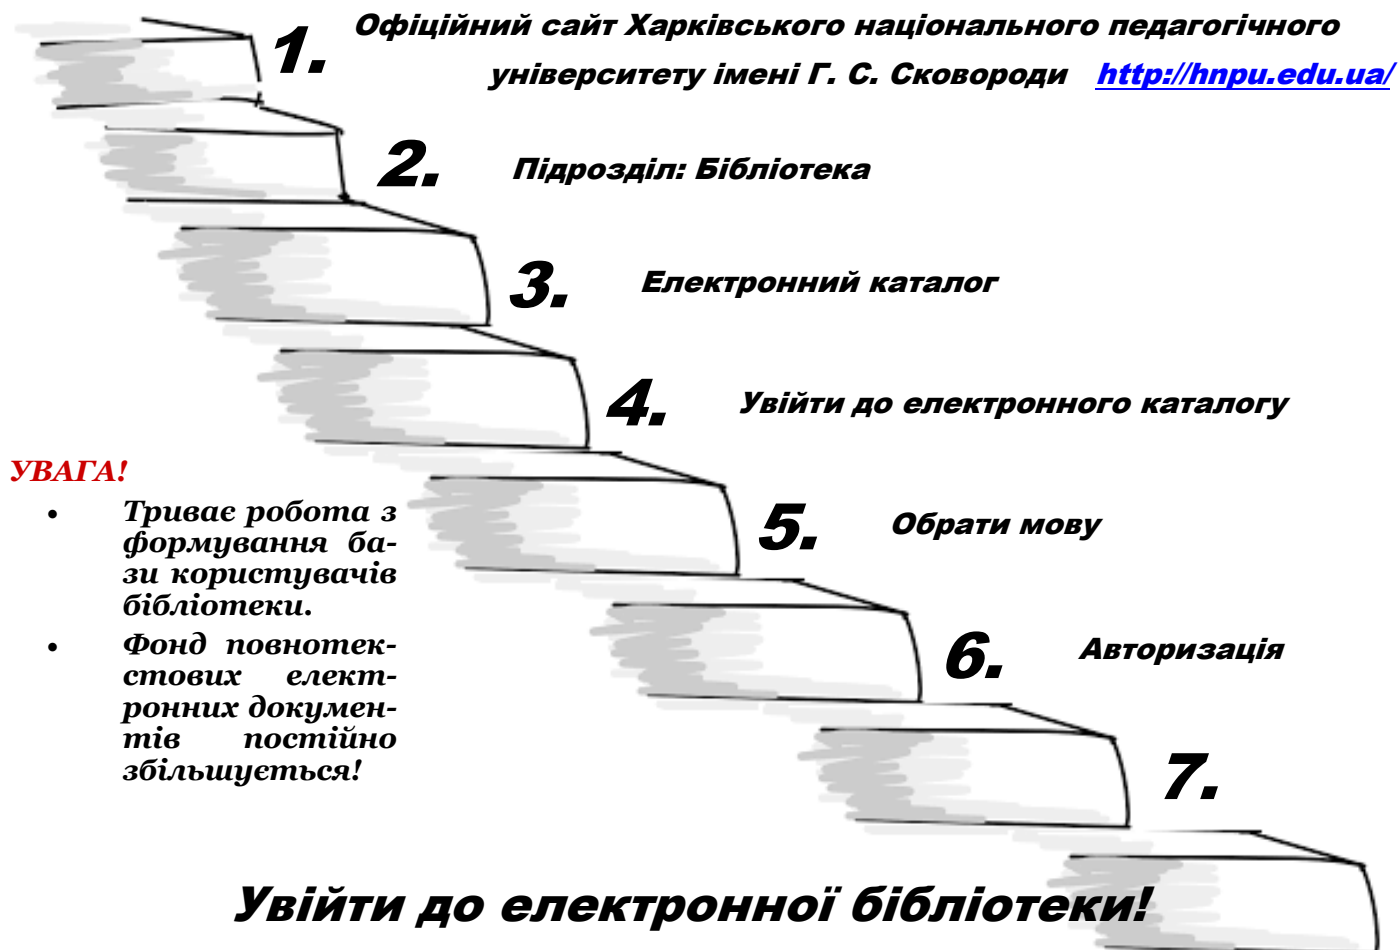 1. Офіційний сайт Харківського національного педагогічного
університету імені Г. С. Сковороди http://hnpu.edu.ua/
2. Підрозділ: Бібліотека
3. Електронний каталог
4. Увійти до електронного каталогу
УВАГА!
• Триває робота з
формування ба-
зи користувачів
бібліотеки.
• Фонд повнотек-
стових елект-
ронних докумен-
тів постійно
збільшується!
5. Обрати мову
6. Авторизація
7.
Увійти до електронної бібліотеки!